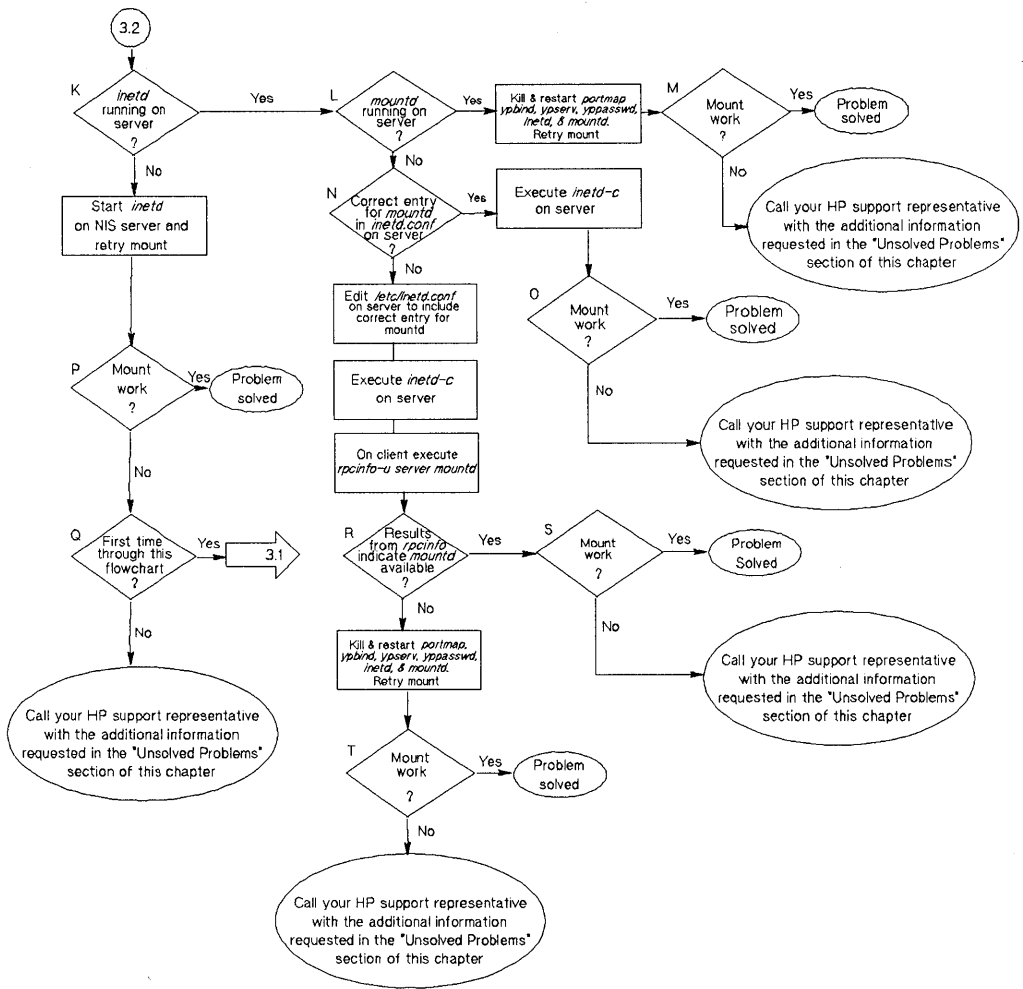 3.2
K
inetd
running on
server
?
Yes
No
L
mountd
running on
server
?
Yes
No
Kill & restart portmap
ypbind, ypserv, yppasswd,
inetd, & mountd.
Retry mount
M
Mount
work
?
Yes
Problem
solved
No
Call your HP support representative
with the additional information
requested in the "Unsolved Problems"
section of this chapter
Start inetd
on NIS server and
retry mount
N
Correct entry
for mountd
in inetd.conf
on server
?
Yes
No
Execute inetd-c
on server
O
Mount
work
?
Yes
Problem
solved
No
Call your HP support representative
with the additional information
requested in the "Unsolved Problems"
section of this chapter
Edit /etc/inetd.conf
on server to include
correct entry for
mountd
Execute inetd-c
on server
On client execute
rpcinfo-u server mountd
P
Mount
work
?
Yes
Problem
solved
No
Q
First time
through this
flowchart
?
Yes
3.1
No
Call your HP support representative
with the additional information
requested in the "Unsolved Problems"
section of this chapter
R
Results
from rpcinfo
indicate mountd
available
?
Yes
No
S
Mount
work
?
Yes
Problem
Solved
No
Call your HP support representative
with the additional information
requested in the "Unsolved Problems"
section of this chapter
Kill & restart portmap,
ypbind, ypserv, yppasswd,
inetd, & mountd.
Retry mount
T
Mount
work
?
Yes
Problem
solved
No
Call your HP support representative
with the additional information
requested in the "Unsolved Problems"
section of this chapter